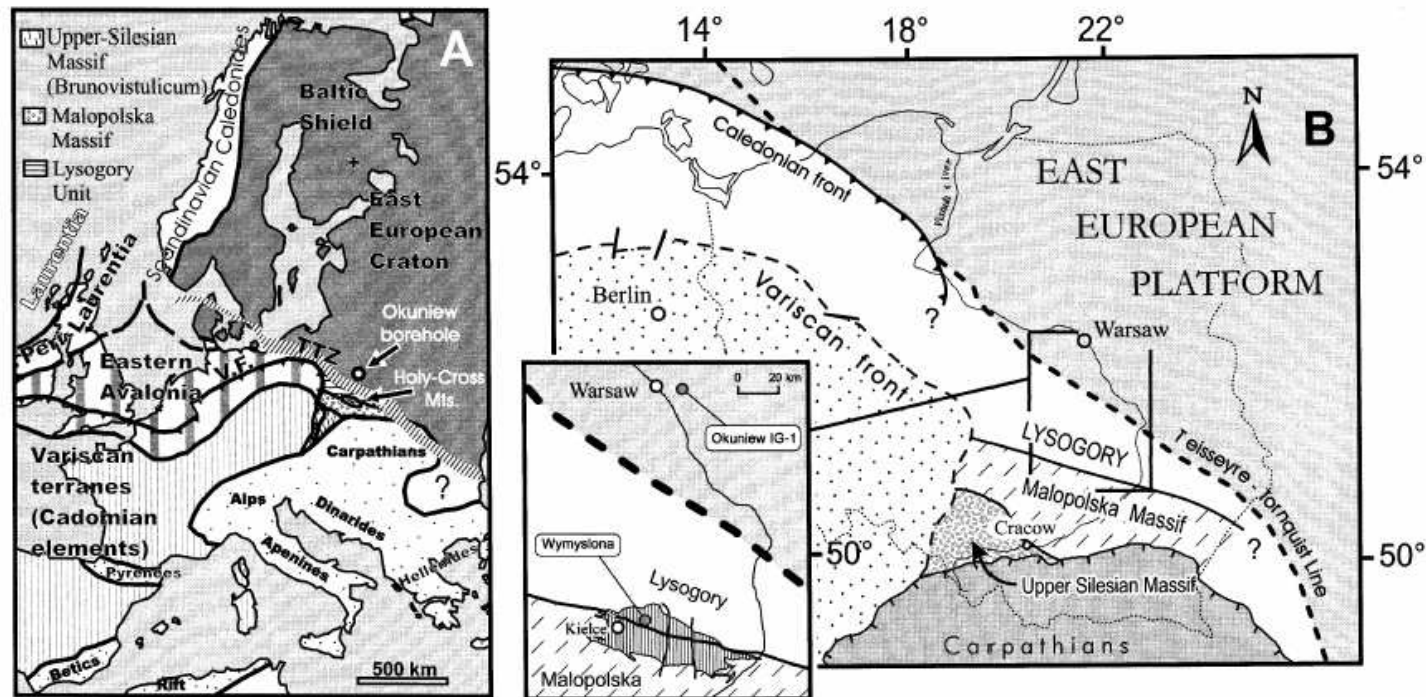 A
Upper-Silesian
Massif
(Brunovistulicum)
Malopolska
Massif
Lysogory
Unit
Scandinavian Caledonides
Baltic
Shield
East
European
Craton
Laurentia
Peri Laurentia
Okuniew
borehole
TTZ
V.F.
Eastern
Avalonia
Holy-Cross
Mts.
Carpathians
?
Variscan
terranes
(Cadomian
elements)
Alps
Dinarides
Apenines
Hellenides
Pyrenees
Betics
Rift
500 km
14°
18°
22°
B
N
54°
54°
Caledonian front
EAST
EUROPEAN
PLATFORM
Berlin
Variscan front
?
Warsaw
LYSOGORY
Malopolska Massif
Teisseyre-Tornquist Line
Cracow
?
50°
50°
Upper Silesian Massif
Carpathians
Warsaw
0 20 km
Okuniew IG-1
Wymyslona
Lysogory
Kielce
Malopolska